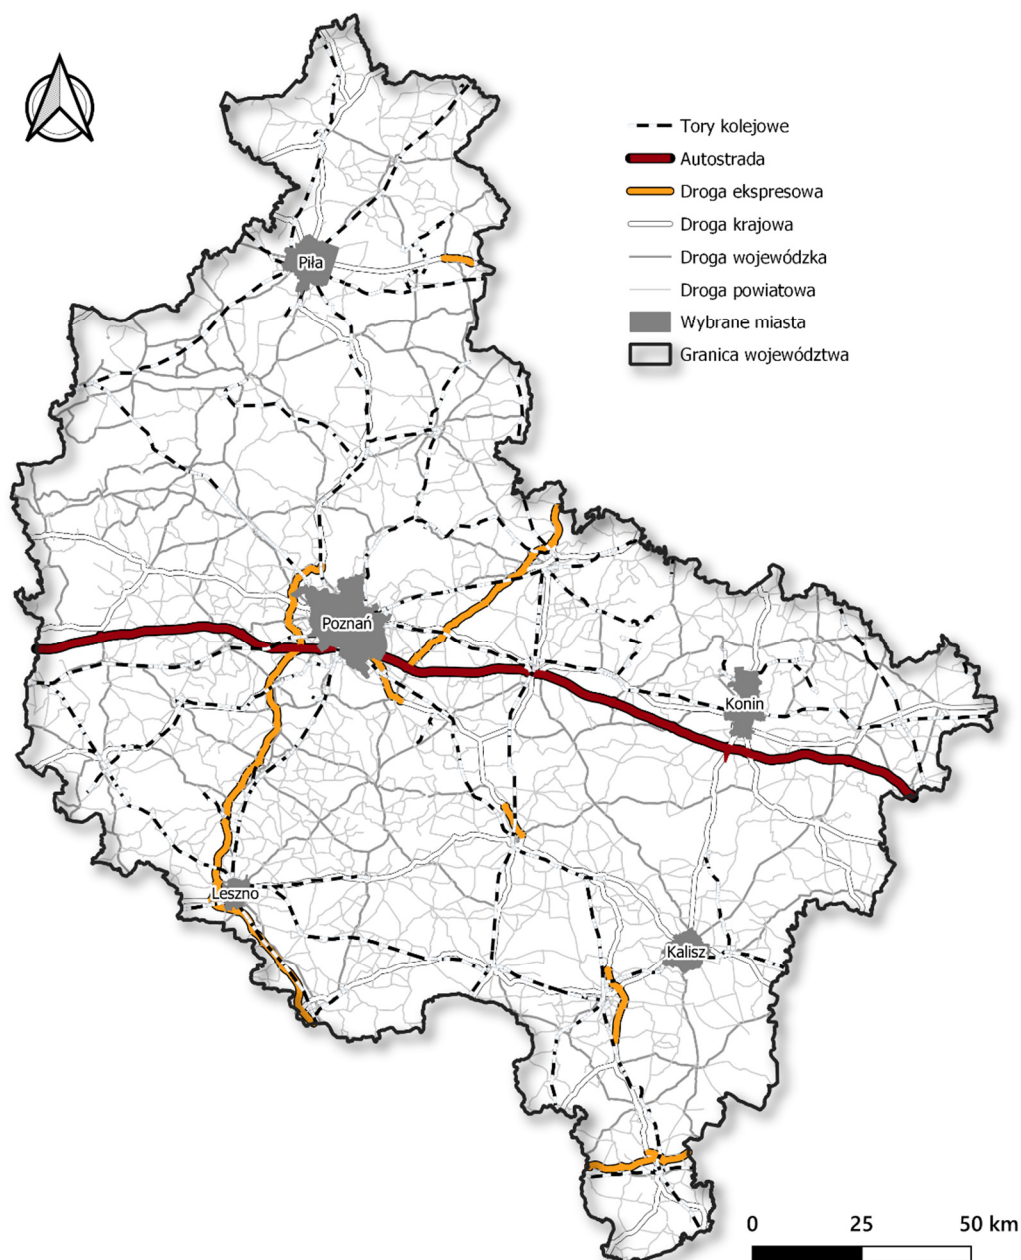 Tory kolejowe
Autostrada
Droga ekspresowa
Droga krajowa
Droga wojewódzka
Droga powiatowa
Wybrane miasta
Granica województwa
Piła
Poznań
Konin
Leszno
Kalisz
0 25 50 km